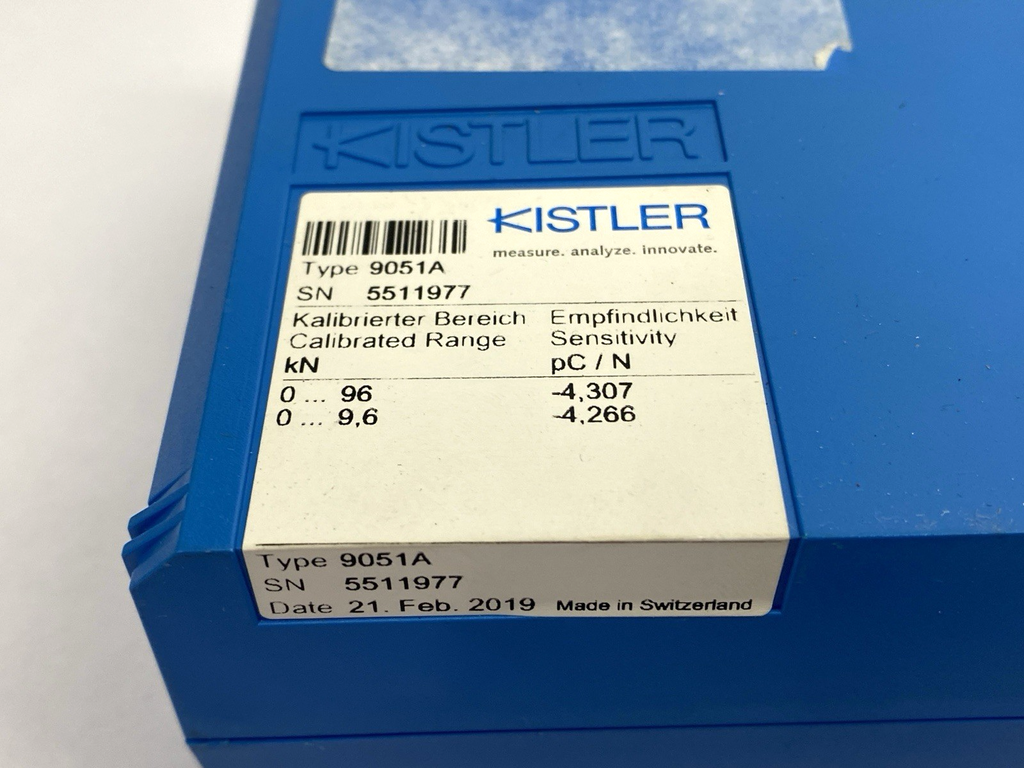 KISTLER
KISTLER
measure. analyze. innovate.
Type 9051A
SN 5511977
Kalibrierter Bereich Empfindlichkeit
Calibrated Range Sensitivity
kN pC / N
0 ... 96 -4,307
0 ... 9,6 -4,266
Type 9051A
SN 5511977
Date 21. Feb. 2019 Made in Switzerland